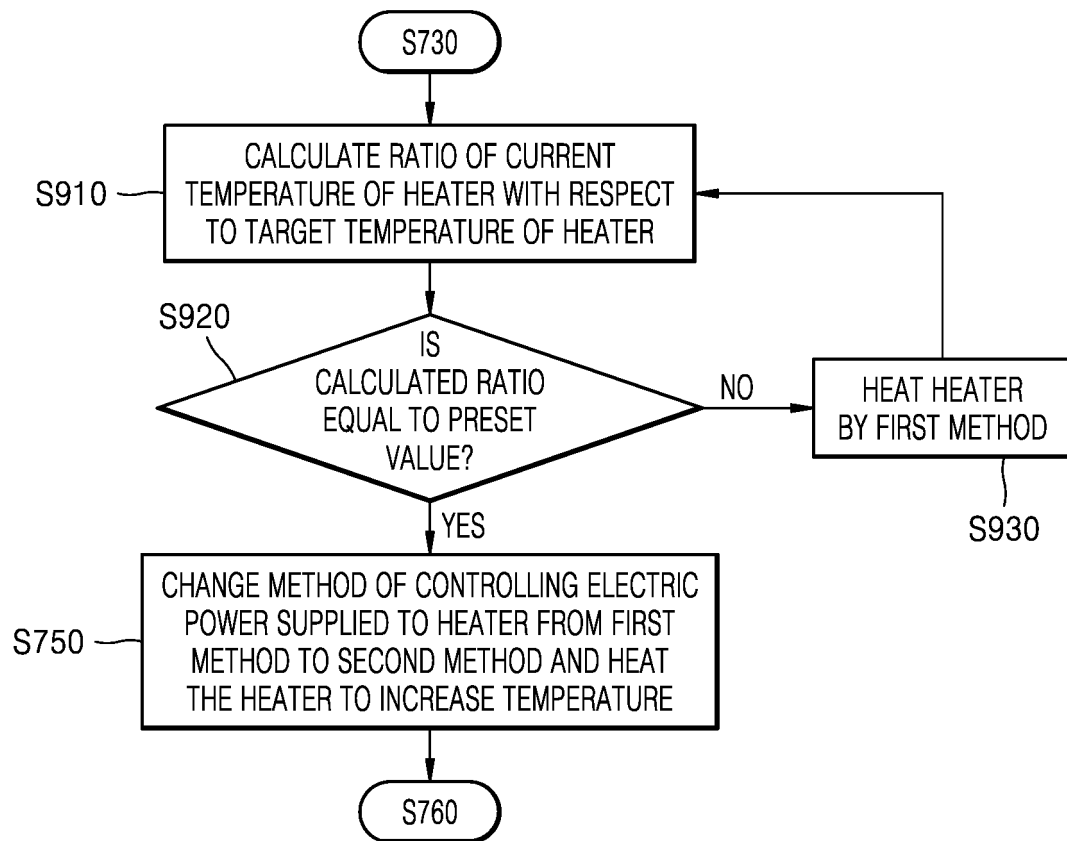 S730
CALCULATE RATIO OF CURRENT
TEMPERATURE OF HEATER WITH RESPECT
TO TARGET TEMPERATURE OF HEATER
S910
S920
IS
CALCULATED RATIO
EQUAL TO PRESET
VALUE?
NO
HEAT HEATER
BY FIRST METHOD
S930
YES
CHANGE METHOD OF CONTROLLING ELECTRIC
POWER SUPPLIED TO HEATER FROM FIRST
METHOD TO SECOND METHOD AND HEAT
THE HEATER TO INCREASE TEMPERATURE
S750
S760